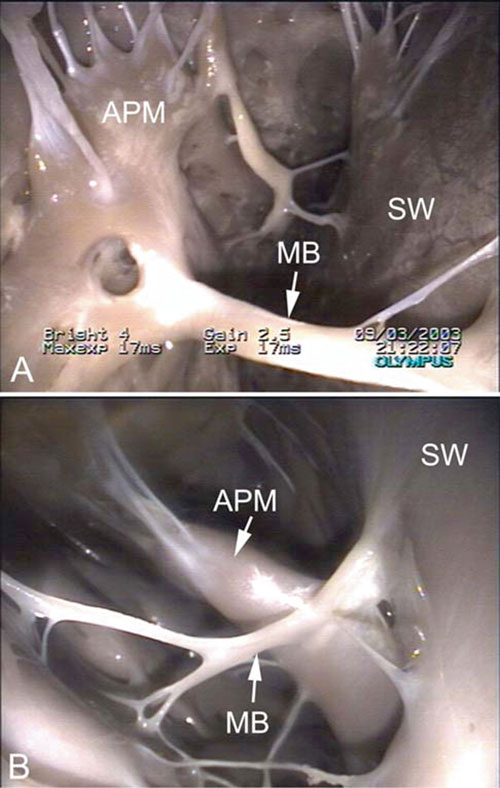 APM
SW
MB
Bright 4 Gain 2.5 09/03/2003
Maxexp 17ms Exp 17ms 21:22:07
OLYMPUS
A
SW
APM
MB
B